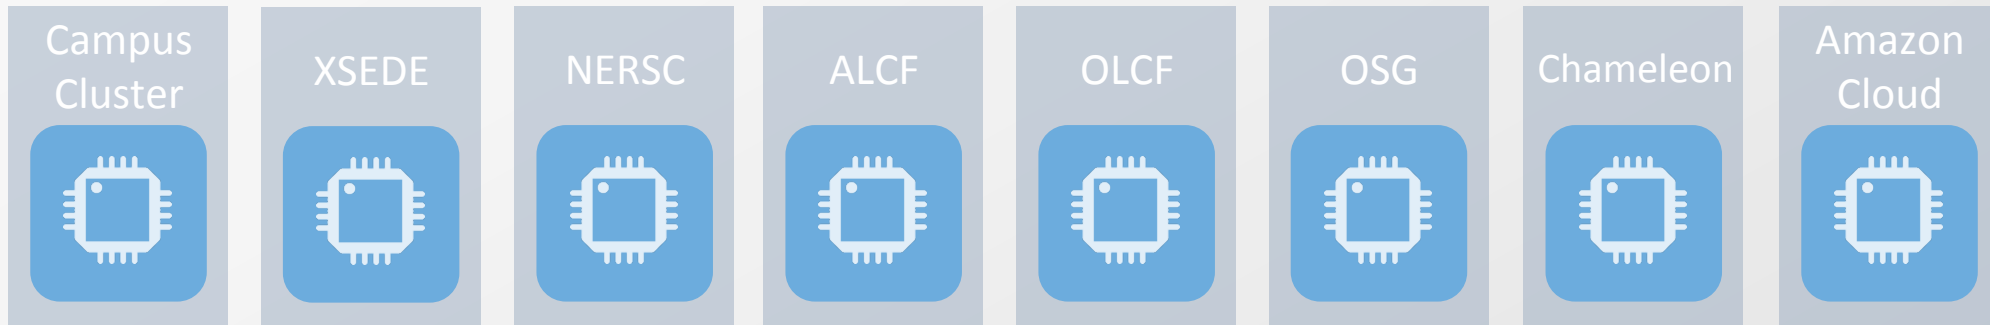 Campus
Cluster
XSEDE
NERSC
ALCF
OLCF
OSG
Chameleon
Amazon
Cloud